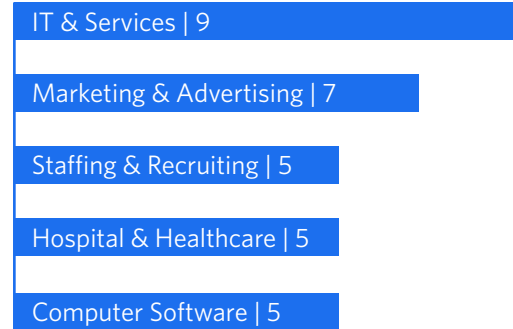 IT & Services | 9
Marketing & Advertising | 7
Staffing & Recruiting | 5
Hospital & Healthcare | 5
Computer Software | 5